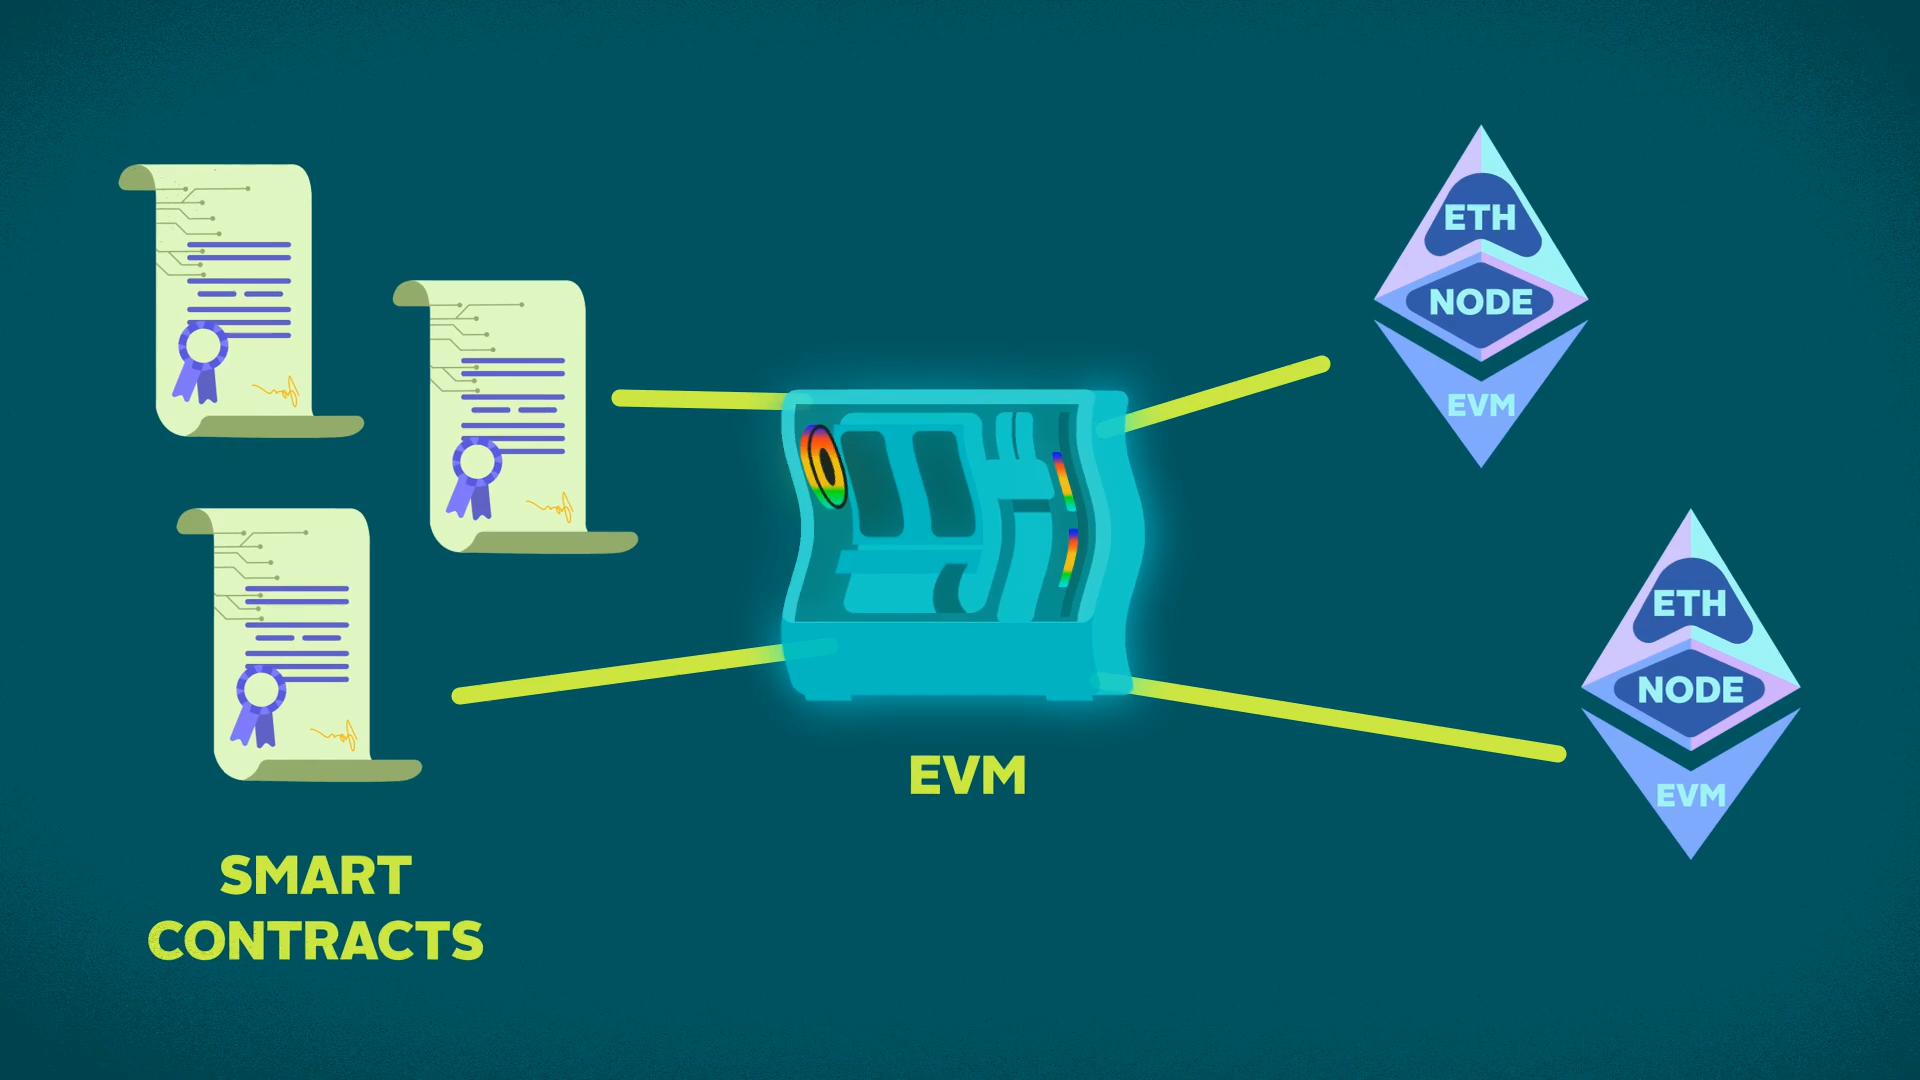 SMART
CONTRACTS
EVM
ETH
NODE
EVM
ETH
NODE
EVM